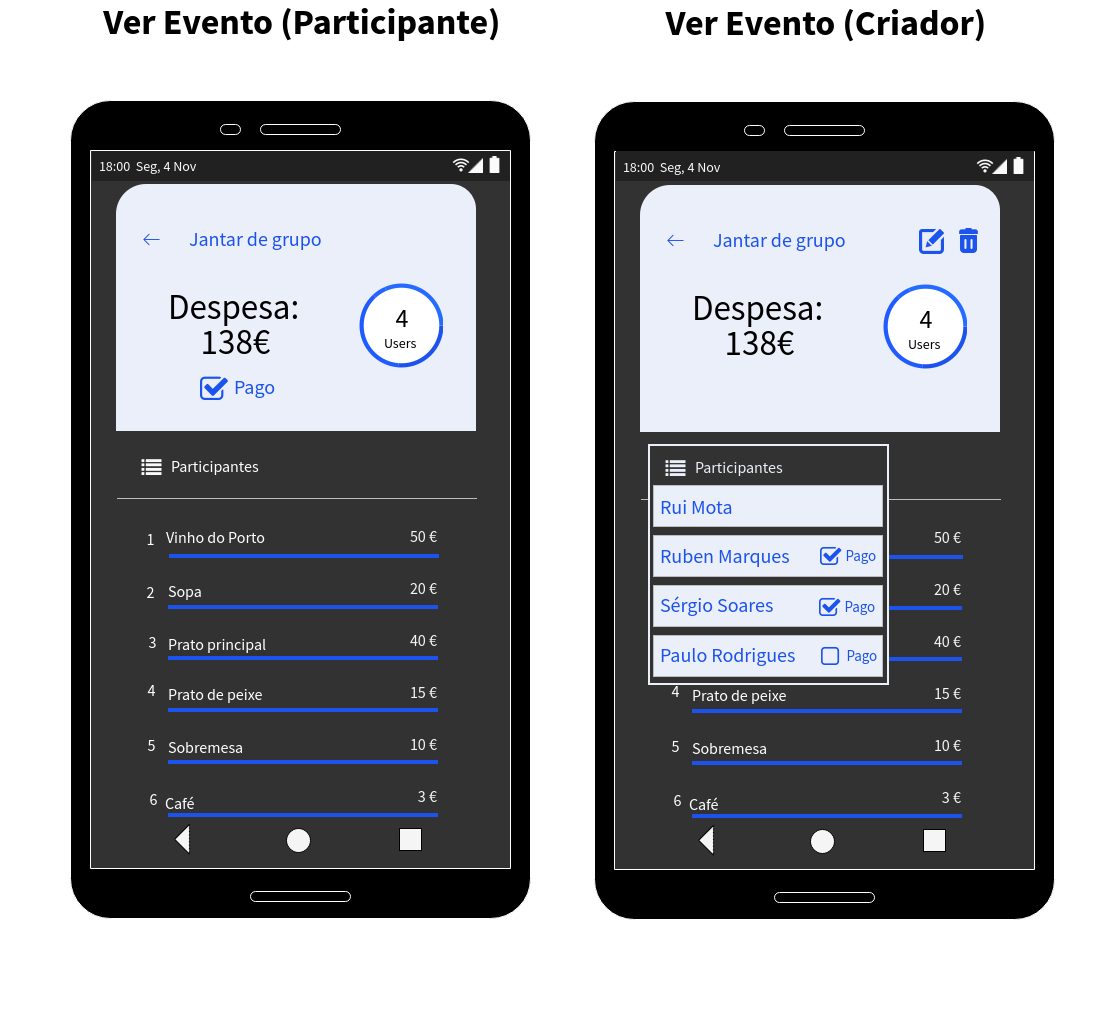 Ver Evento (Participante)
18:00 Seg, 4 Nov
Jantar de grupo
Despesa:
138€
4
Users
Pago
Participantes
1 Vinho do Porto 50 €
2 Sopa 20 €
3 Prato principal 40 €
4 Prato de peixe 15 €
5 Sobremesa 10 €
6 Café 3 €
Ver Evento (Criador)
18:00 Seg, 4 Nov
Jantar de grupo
Despesa:
138€
4
Users
Participantes
Rui Mota
50 €
Ruben Marques Pago
20 €
Sérgio Soares Pago
40 €
Paulo Rodrigues Pago
4 Prato de peixe 15 €
5 Sobremesa 10 €
6 Café 3 €